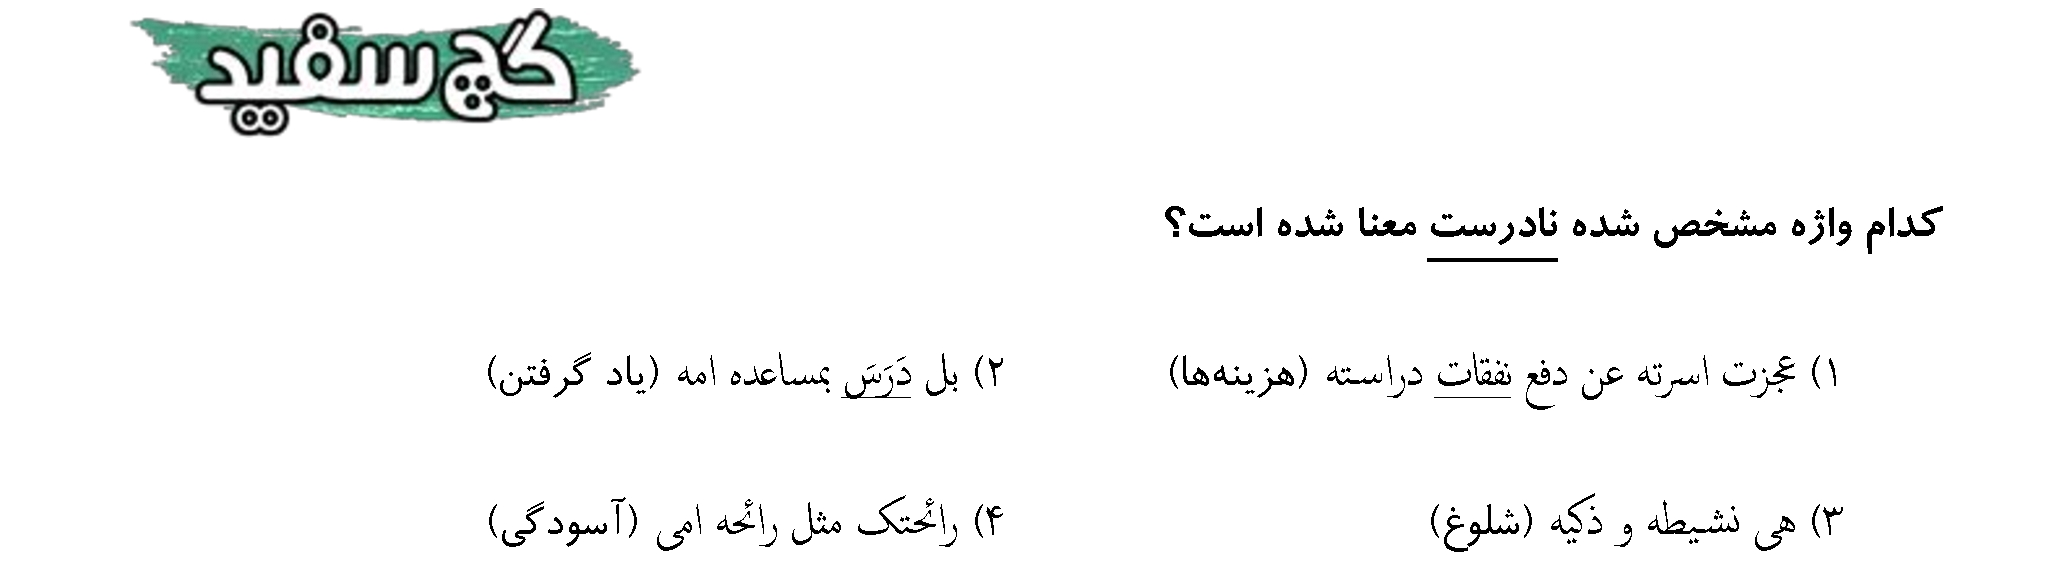 گچ سفید
کدام واژه مشخص شده نادرست معنا شده است؟
۱) عجزت اسرته عن دفع نفقات دراسته (هزینه‌ها) ۲) بل دَرَسَ بمساعده امه (یاد گرفتن)
۳) هی نشیطه و ذکیه (شلوغ) ۴) رائحتک مثل رائحه امی (آسودگی)